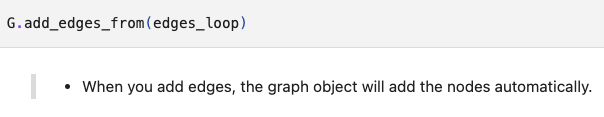 G.add_edges_from(edges_loop)
• When you add edges, the graph object will add the nodes automatically.